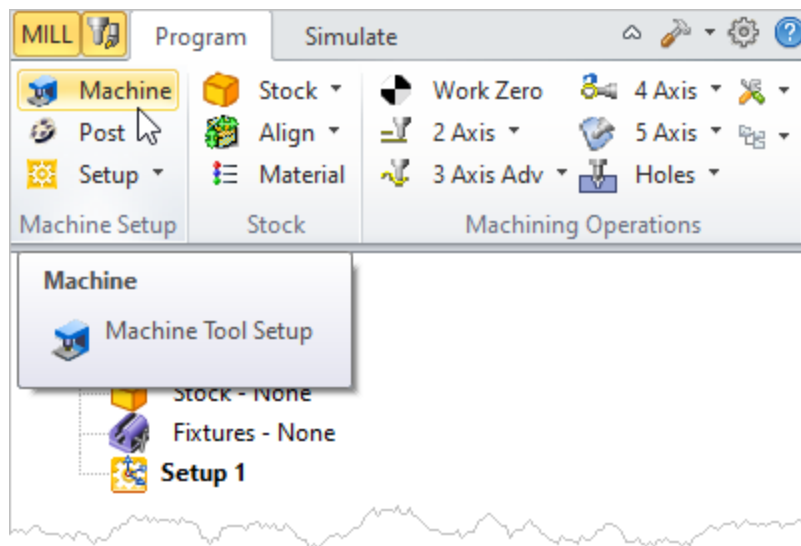 MILL Program Simulate
Machine Stock Work Zero 4 Axis
Post Align 2 Axis 5 Axis
Setup Material 3 Axis Adv Holes
Machine Setup Stock Machining Operations
Machine
Machine Tool Setup
Stock - None
Fixtures - None
Setup 1